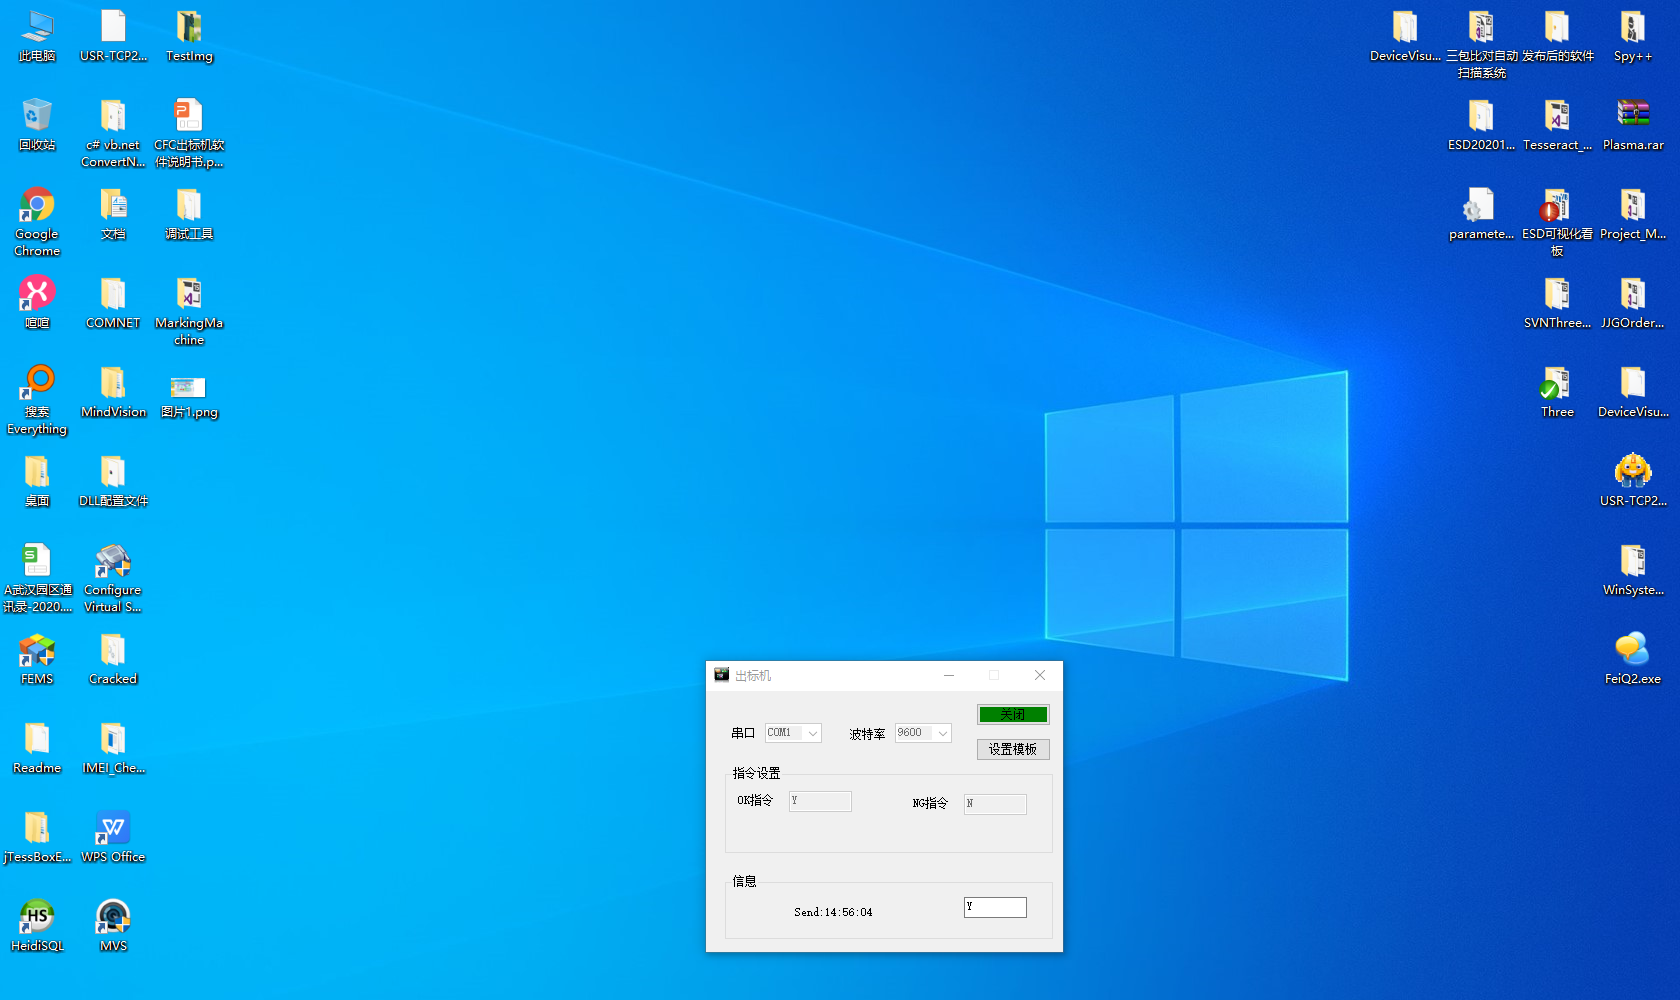 此电脑
USR-TCP2...
TestImg
回收站
c# vb.net
ConvertN...
CFC出标机软
件说明书.p...
Google
Chrome
文档
调试工具
喧喧
COMNET
MarkingMa
chine
搜索
Everything
MindVision
图片1.png
桌面
DLL配置文件
A武汉园区通
讯录-2020....
Configure
Virtual S...
FEMS
Cracked
Readme
IMEI_Che...
jTessBoxE...
WPS Office
HeidiSQL
MVS
DeviceVisu...
三包比对自动
扫描系统
发布后的软件
Spy++
ESD20201...
Tesseract_...
Plasma.rar
paramete...
ESD可视化看
板
Project_M...
SVNThree...
JJGOrder...
Three
DeviceVisu...
USR-TCP2...
WinSyste...
FeiQ2.exe
出标机
串口 COM1 波特率 9600
关闭
设置模板
指令设置
OK指令 Y NG指令 N
信息
Send:14:56:04 Y